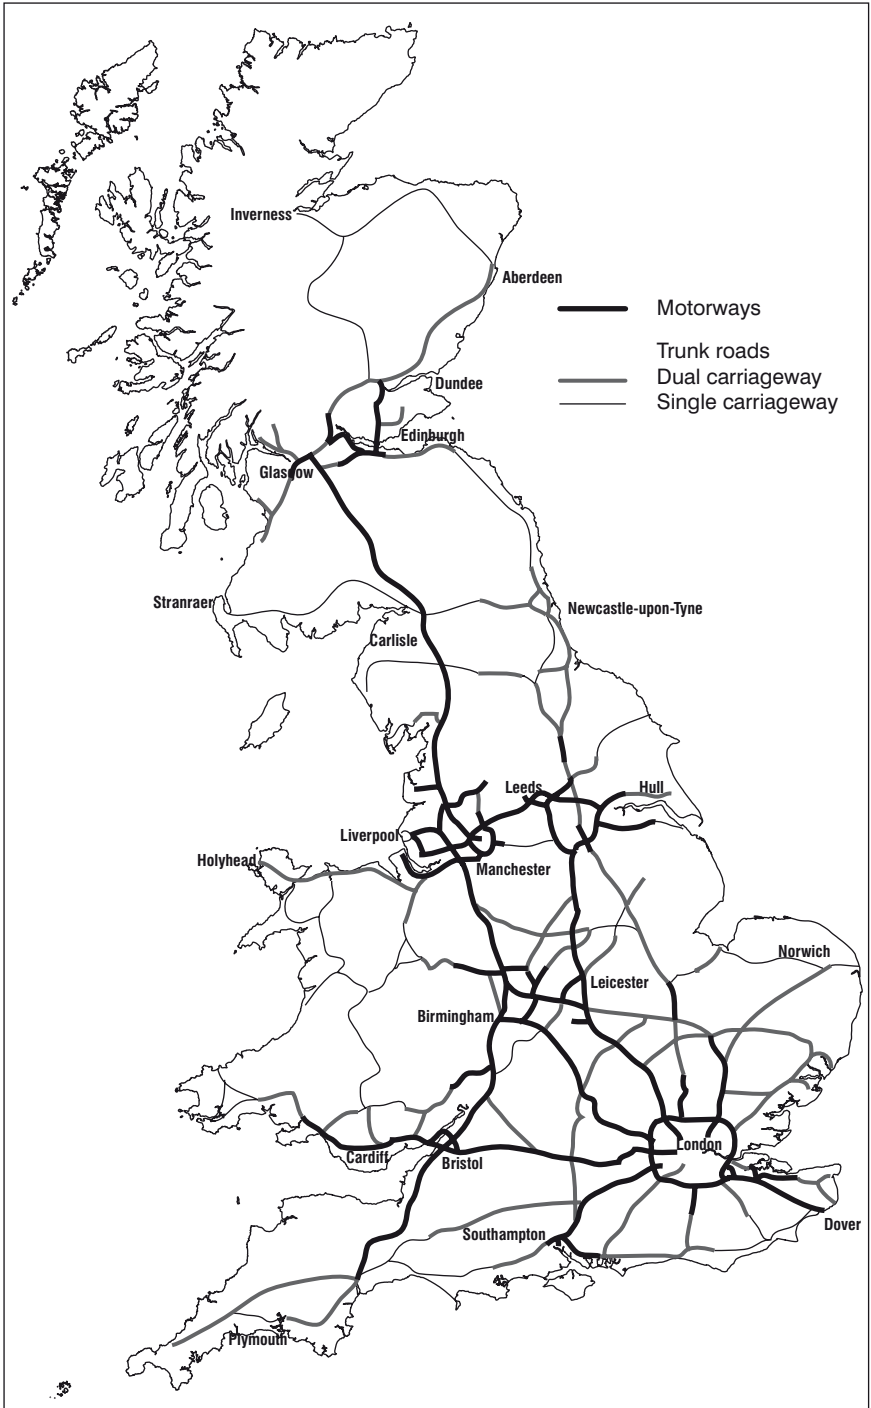 Inverness
Aberdeen
Motorways
Trunk roads
Dual carriageway
Single carriageway
Dundee
Edinburgh
Glasgow
Stranraer
Newcastle-upon-Tyne
Carlisle
Leeds
Hull
Liverpool
Holyhead
Manchester
Norwich
Leicester
Birmingham
London
Cardiff
Bristol
Dover
Southampton
Plymouth